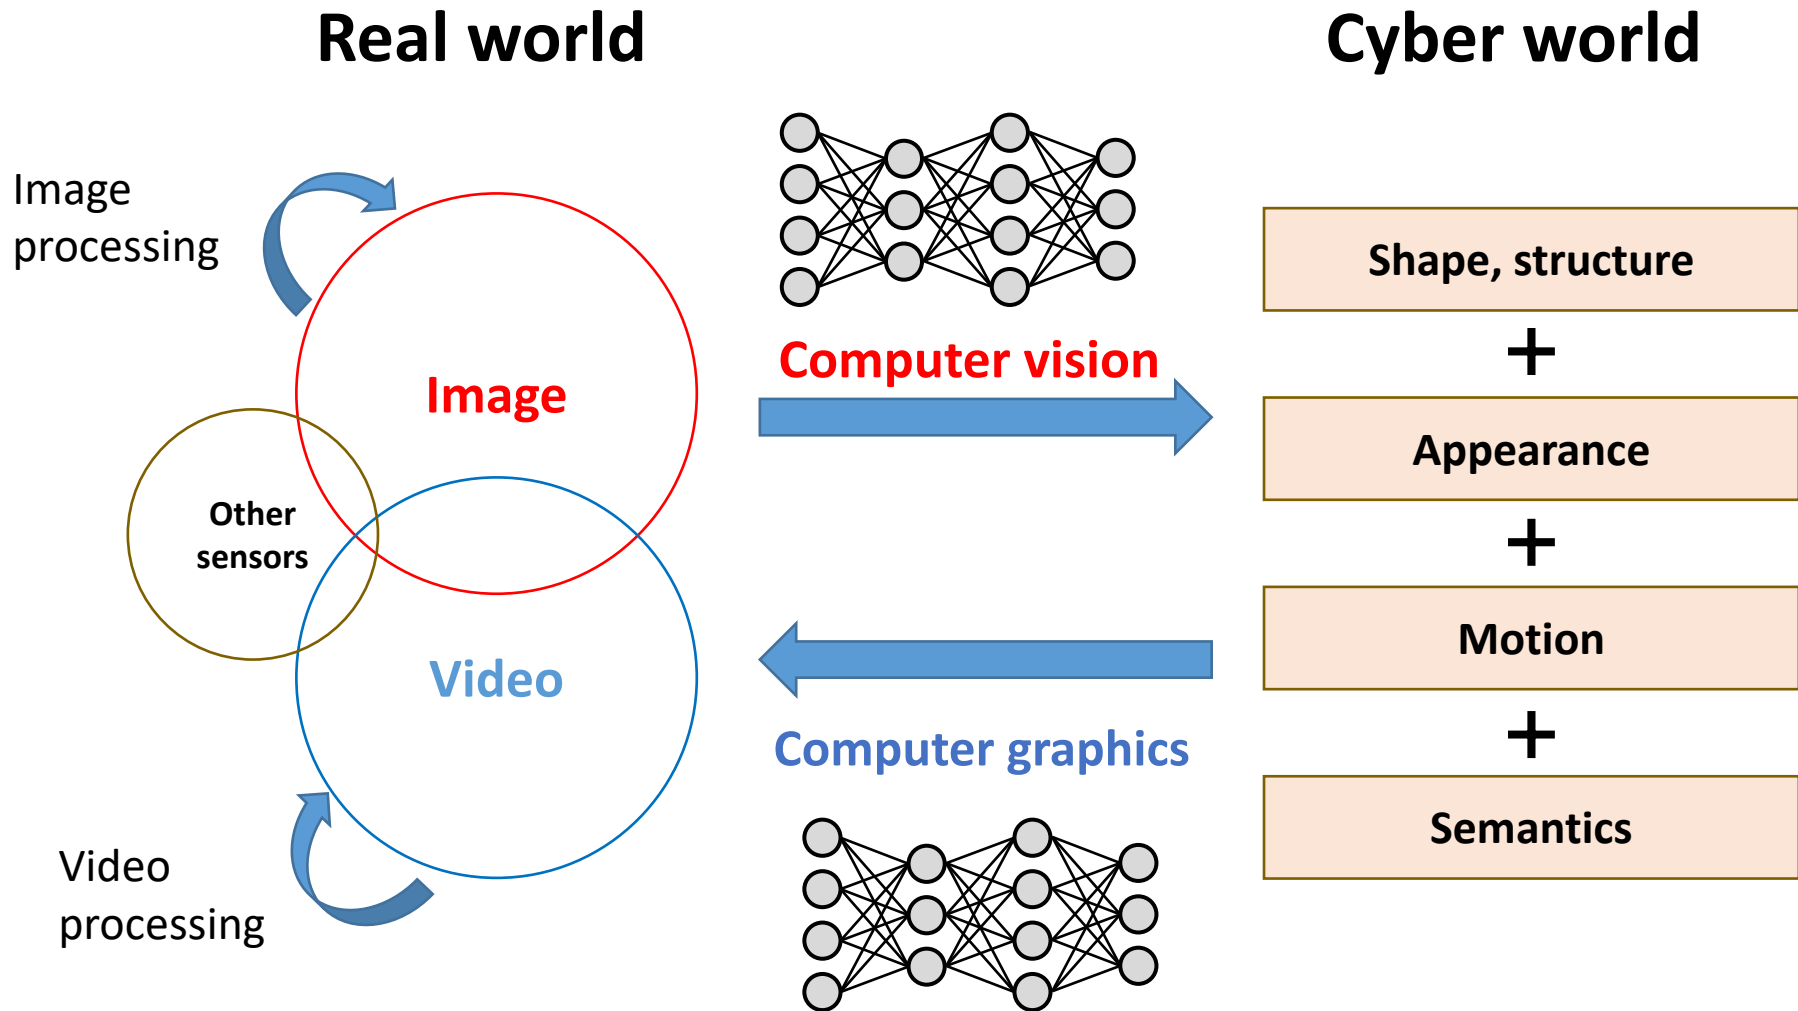 Real world
Cyber world
Image
processing
Image
Other
sensors
Video
Video
processing
Computer vision
Computer graphics
Shape, structure
+
Appearance
+
Motion
+
Semantics